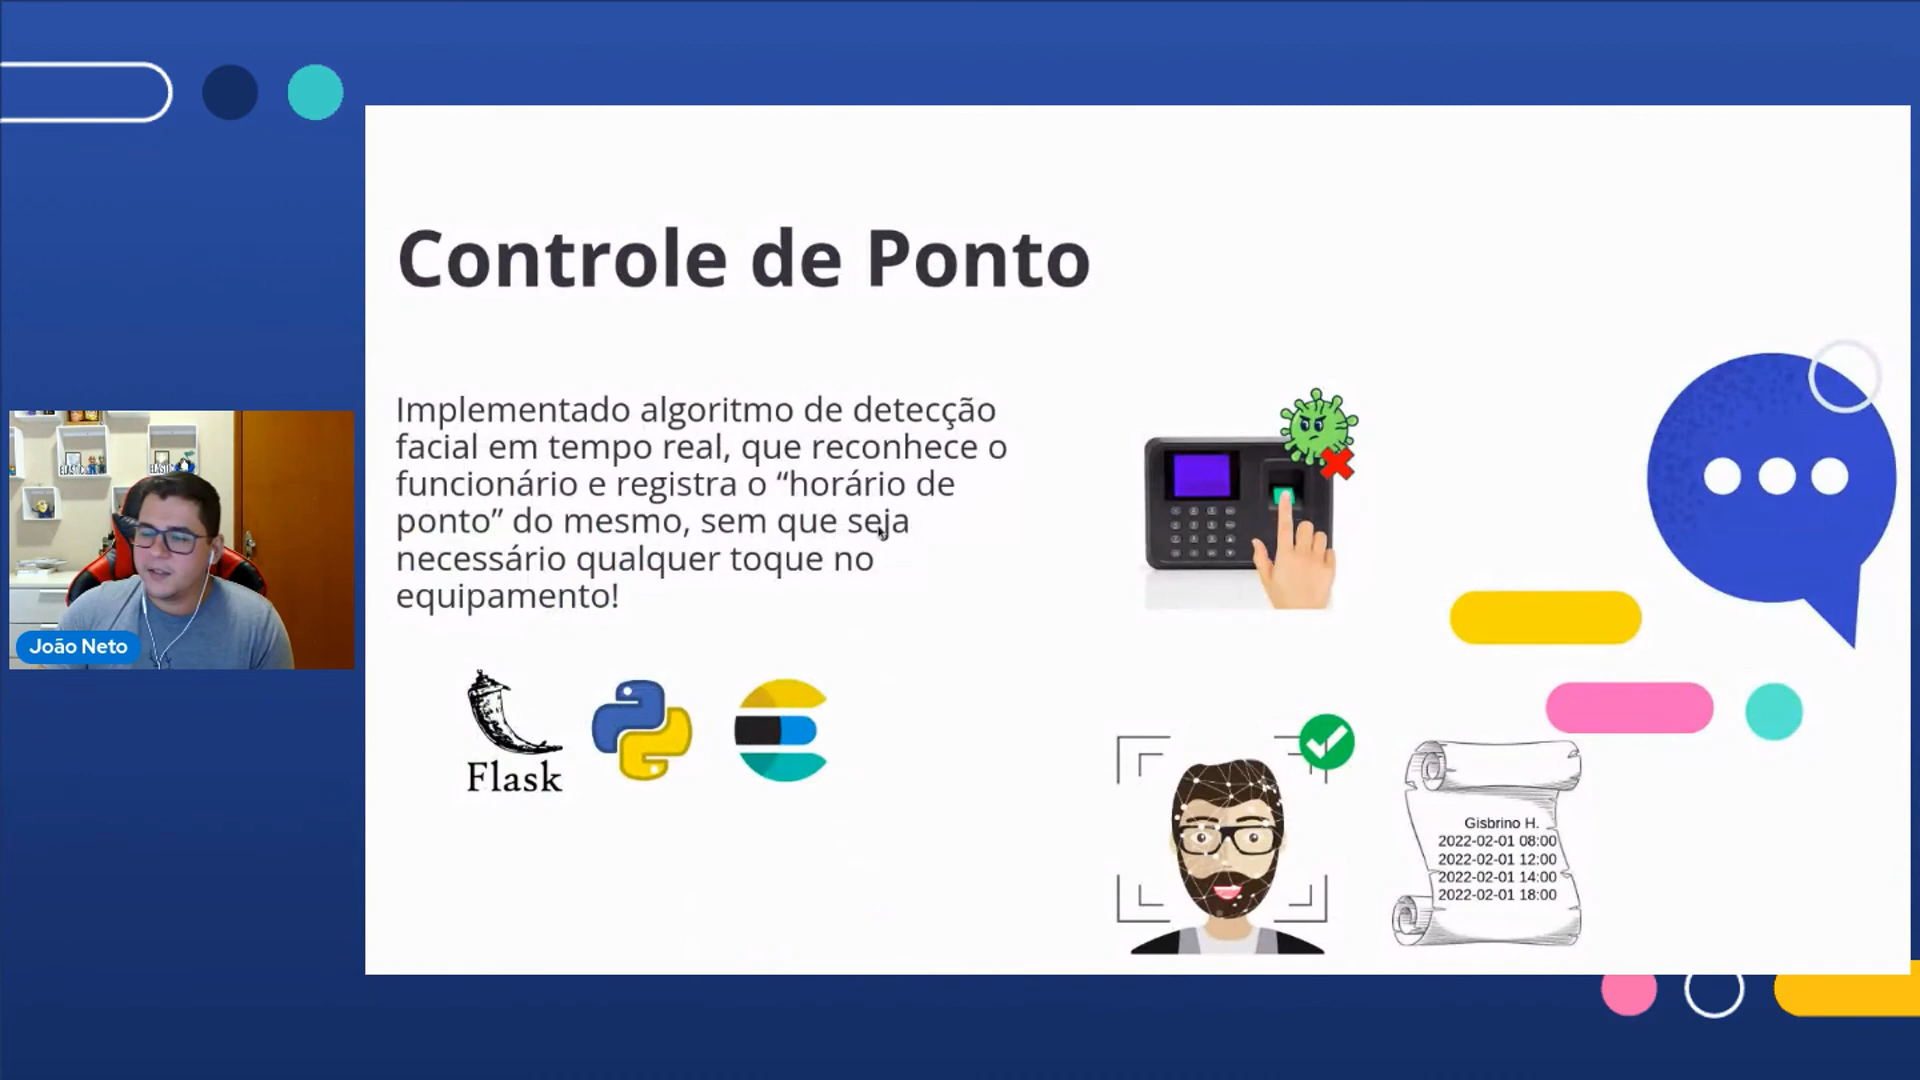 Controle de Ponto
Implementado algoritmo de detecção
facial em tempo real, que reconhece o
funcionário e registra o “horário de
ponto” do mesmo, sem que seja
necessário qualquer toque no
equipamento!
João Neto
ELASTIC
Flask
Gisbrino H.
2022-02-01 08:00
2022-02-01 12:00
2022-02-01 14:00
2022-02-01 18:00